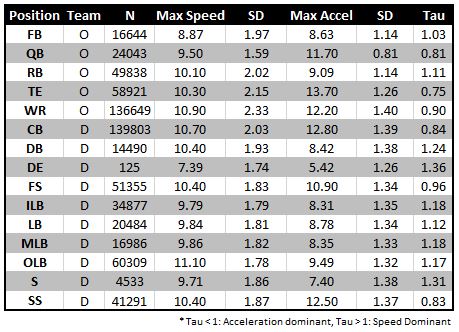 Position Team N Max Speed SD Max Accel SD Tau
FB O 16644 8.87 1.97 8.63 1.14 1.03
QB O 24043 9.50 1.59 11.70 0.81 0.81
RB O 49838 10.10 2.02 9.09 1.14 1.11
TE O 58921 10.30 2.15 13.70 1.26 0.75
WR O 136649 10.90 2.33 12.20 1.40 0.90
CB D 139803 10.70 2.03 12.80 1.39 0.84
DB D 14490 10.40 1.93 8.42 1.38 1.24
DE D 125 7.39 1.74 5.42 1.26 1.36
FS D 51355 10.40 1.83 10.90 1.34 0.96
ILB D 34877 9.79 1.79 8.31 1.35 1.18
LB D 20484 9.84 1.81 8.78 1.34 1.12
MLB D 16986 9.86 1.82 8.35 1.33 1.18
OLB D 60309 11.10 1.78 9.49 1.32 1.17
S D 4533 9.71 1.86 7.40 1.38 1.31
SS D 41291 10.40 1.87 12.50 1.37 0.83
* Tau < 1: Acceleration dominant, Tau > 1: Speed Dominant